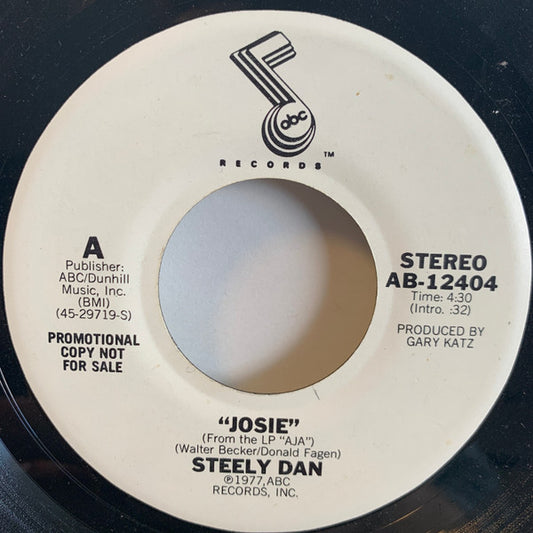 abc
RECORDS ™
A
Publisher:
ABC/Dunhill
Music, Inc.
(BMI)
(45-29719-S)
PROMOTIONAL
COPY NOT
FOR SALE
STEREO
AB-12404
Time: 4:30
(Intro. :32)
PRODUCED BY
GARY KATZ
"JOSIE"
(From the LP "AJA")
(Walter Becker/Donald Fagen)
STEELY DAN
℗1977, ABC
RECORDS, INC.